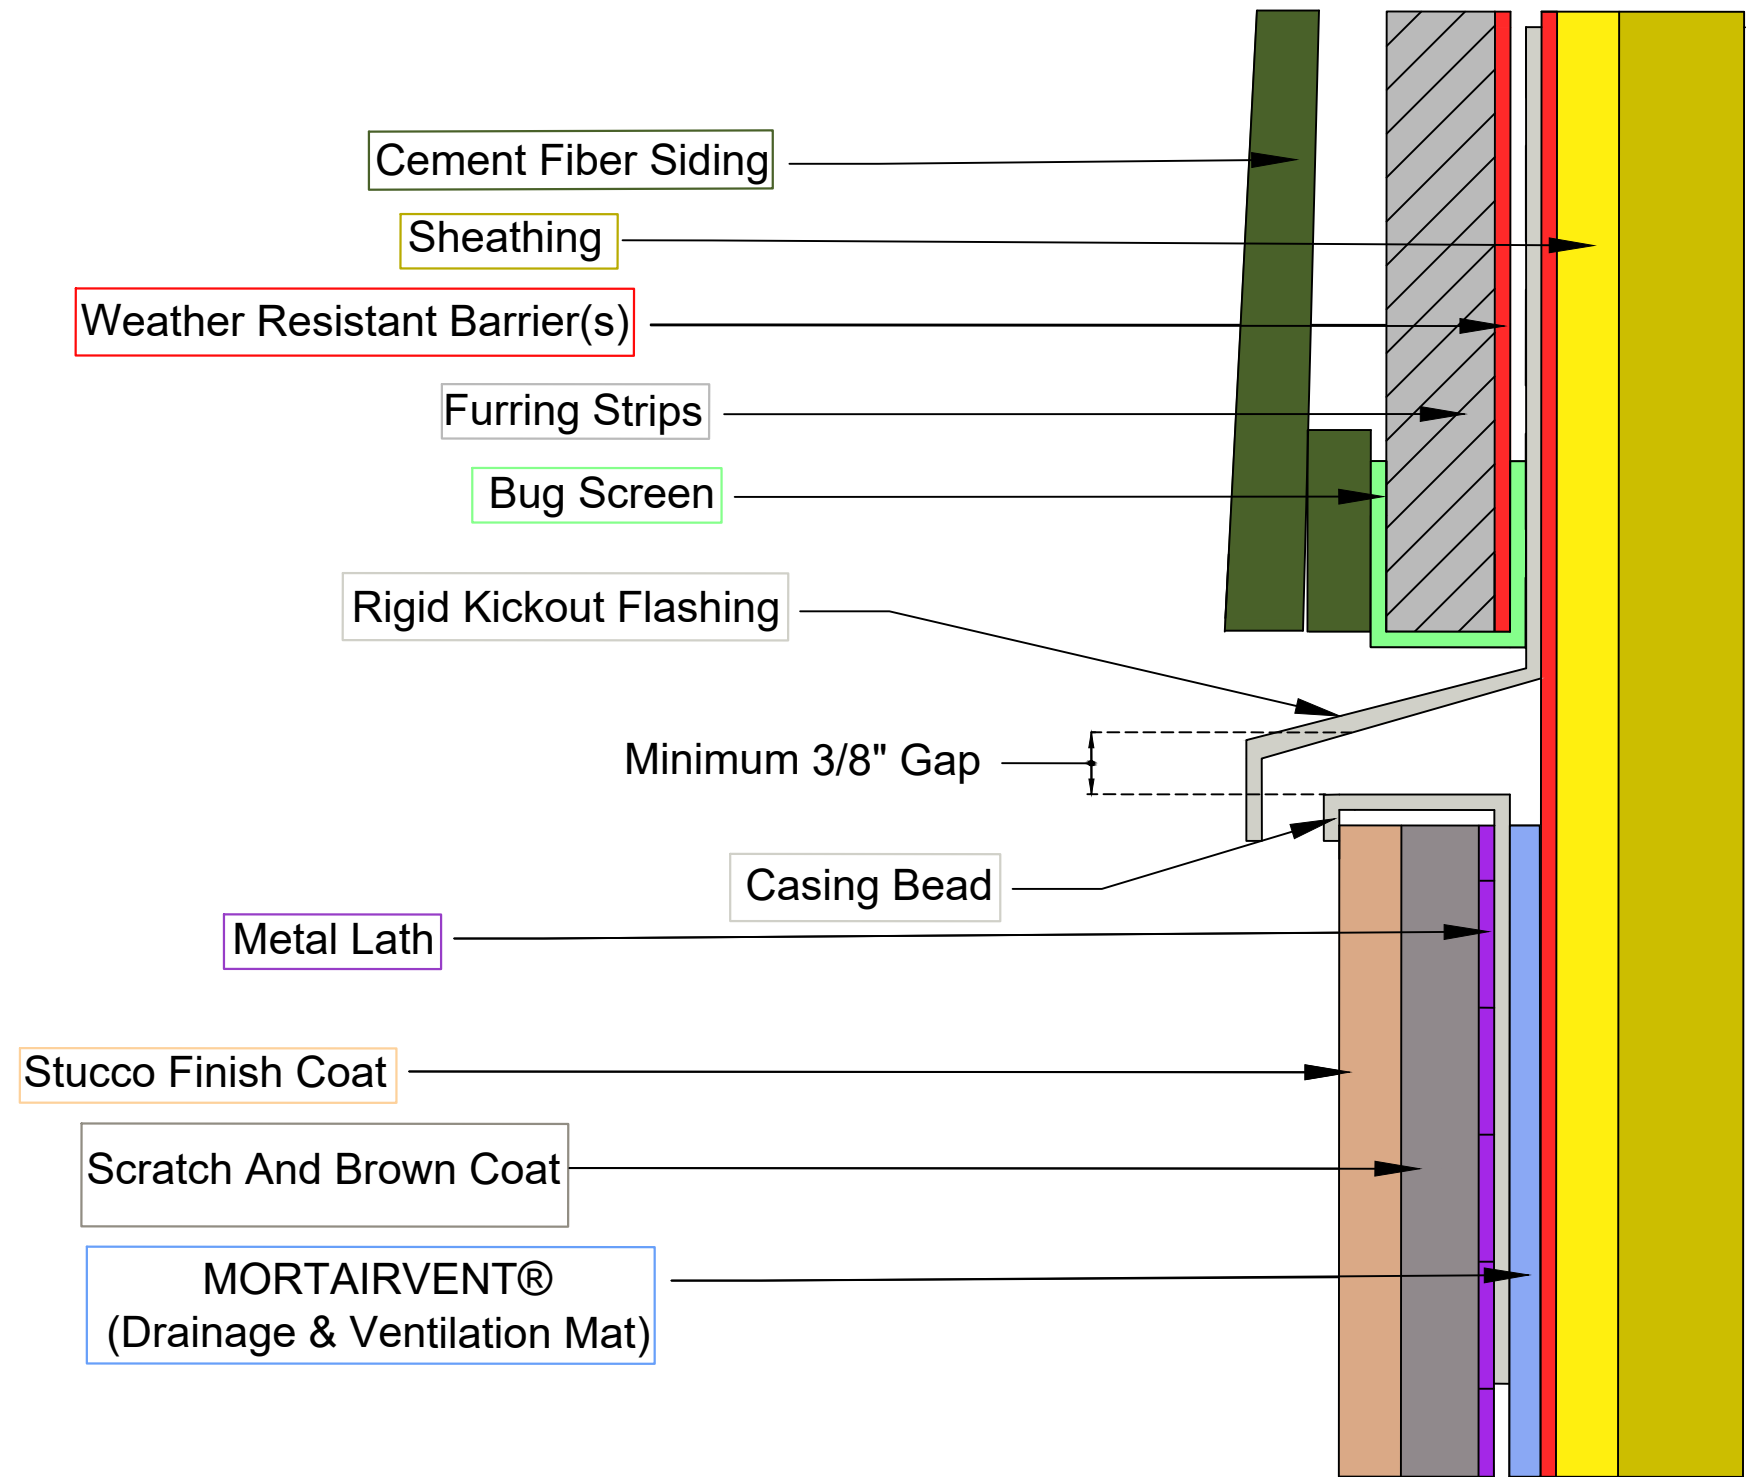 Cement Fiber Siding
Sheathing
Weather Resistant Barrier(s)
Furring Strips
Bug Screen
Rigid Kickout Flashing
Minimum 3/8" Gap
Casing Bead
Metal Lath
Stucco Finish Coat
Scratch And Brown Coat
MORTAIRVENT®
(Drainage & Ventilation Mat)